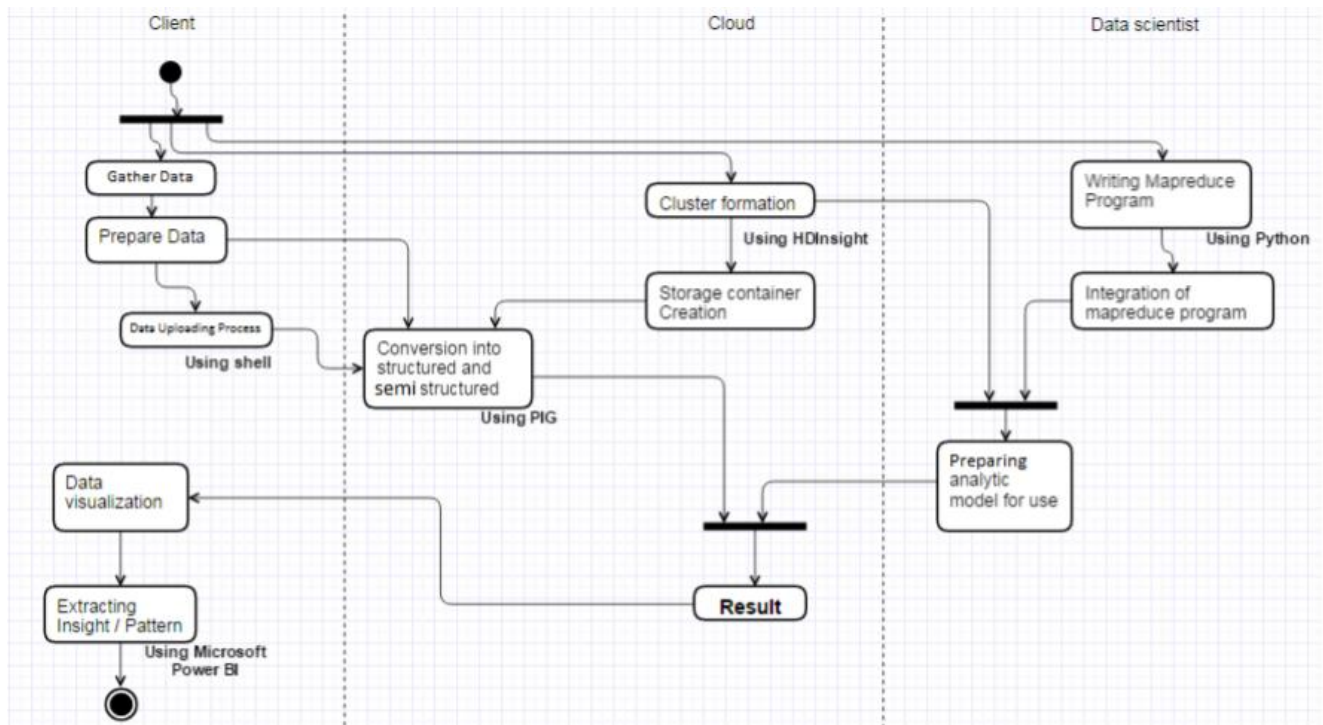 Client
Cloud
Data scientist
Gather Data
Prepare Data
Data Uploading Process
Using shell
Cluster formation
Using HDInsight
Storage container
Creation
Conversion into
structured and
semi structured
Using PIG
Writing Mapreduce
Program
Using Python
Integration of
mapreduce program
Preparing
analytic
model for use
Result
Data
visualization
Extracting
Insight / Pattern
Using Microsoft
Power BI